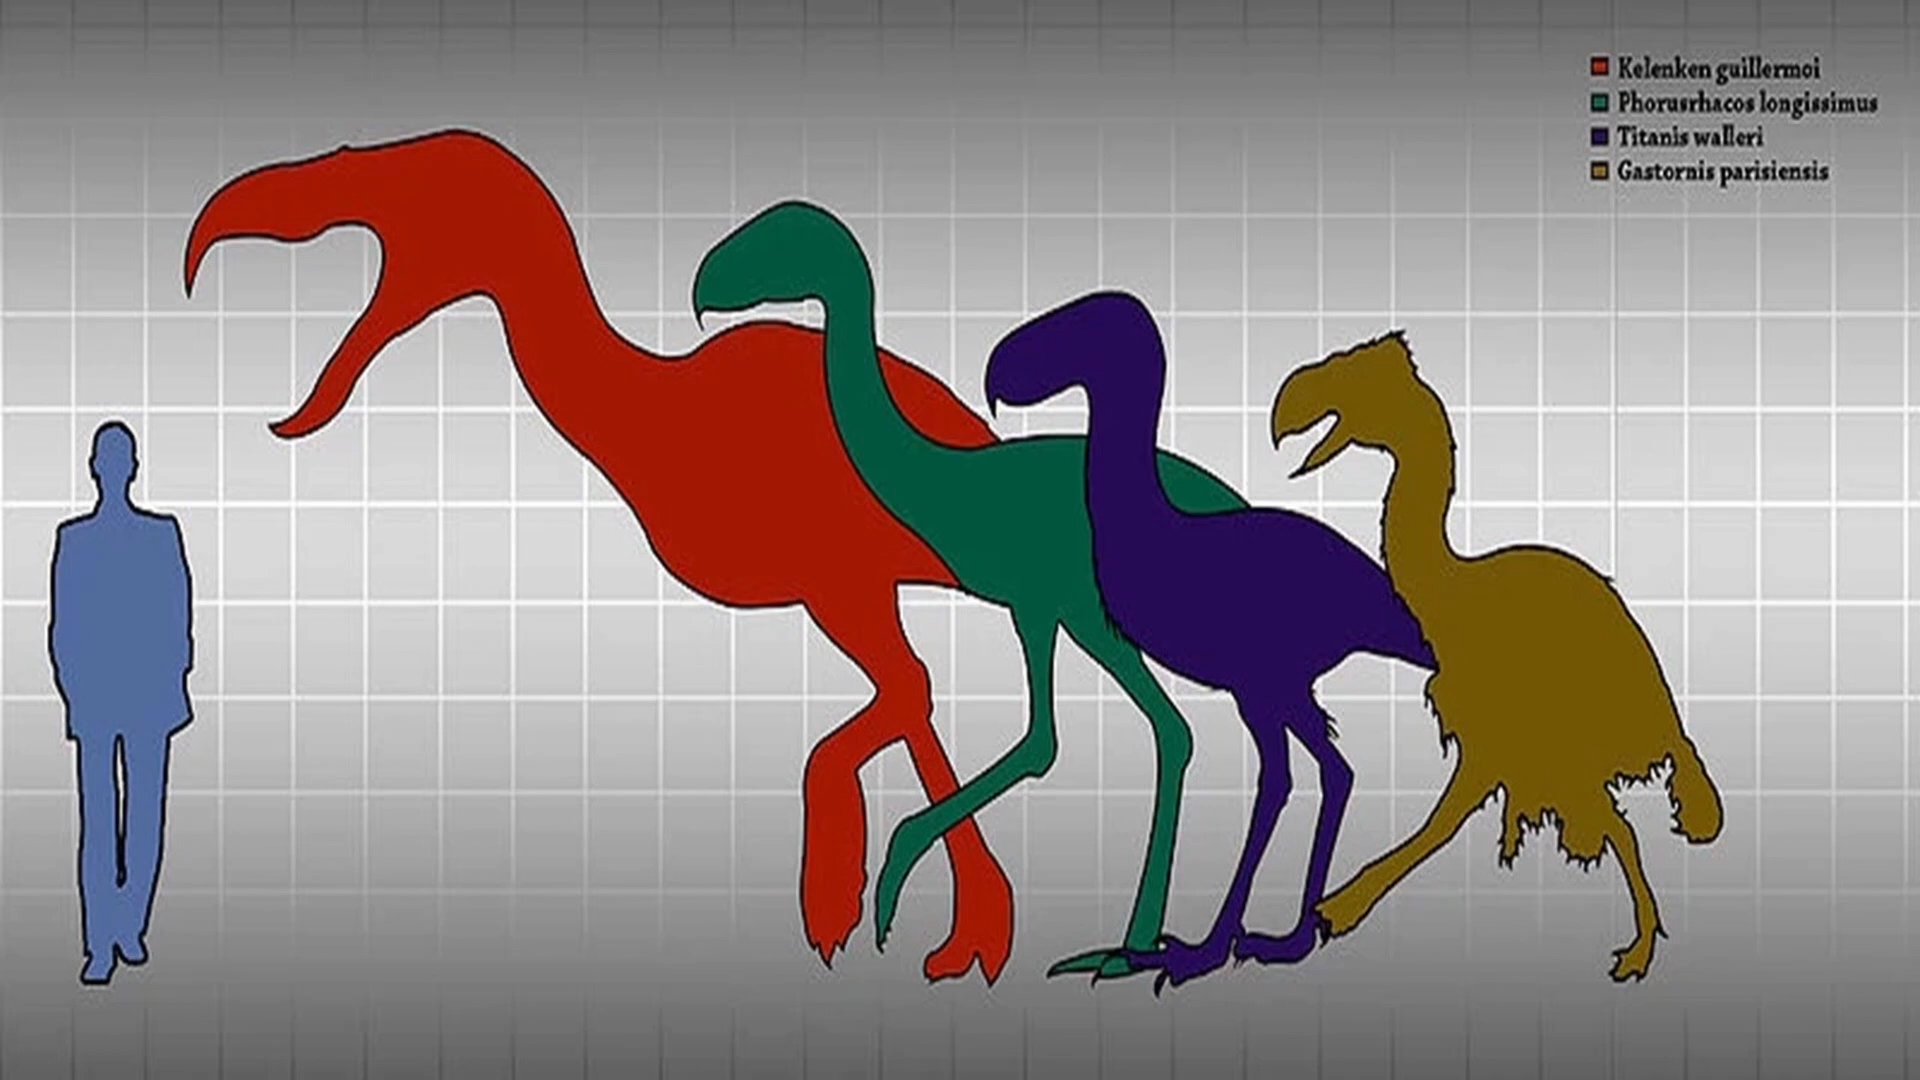 Kelenken guillermoi
Phorusrhacos longissimus
Titanis walleri
Gastornis parisiensis